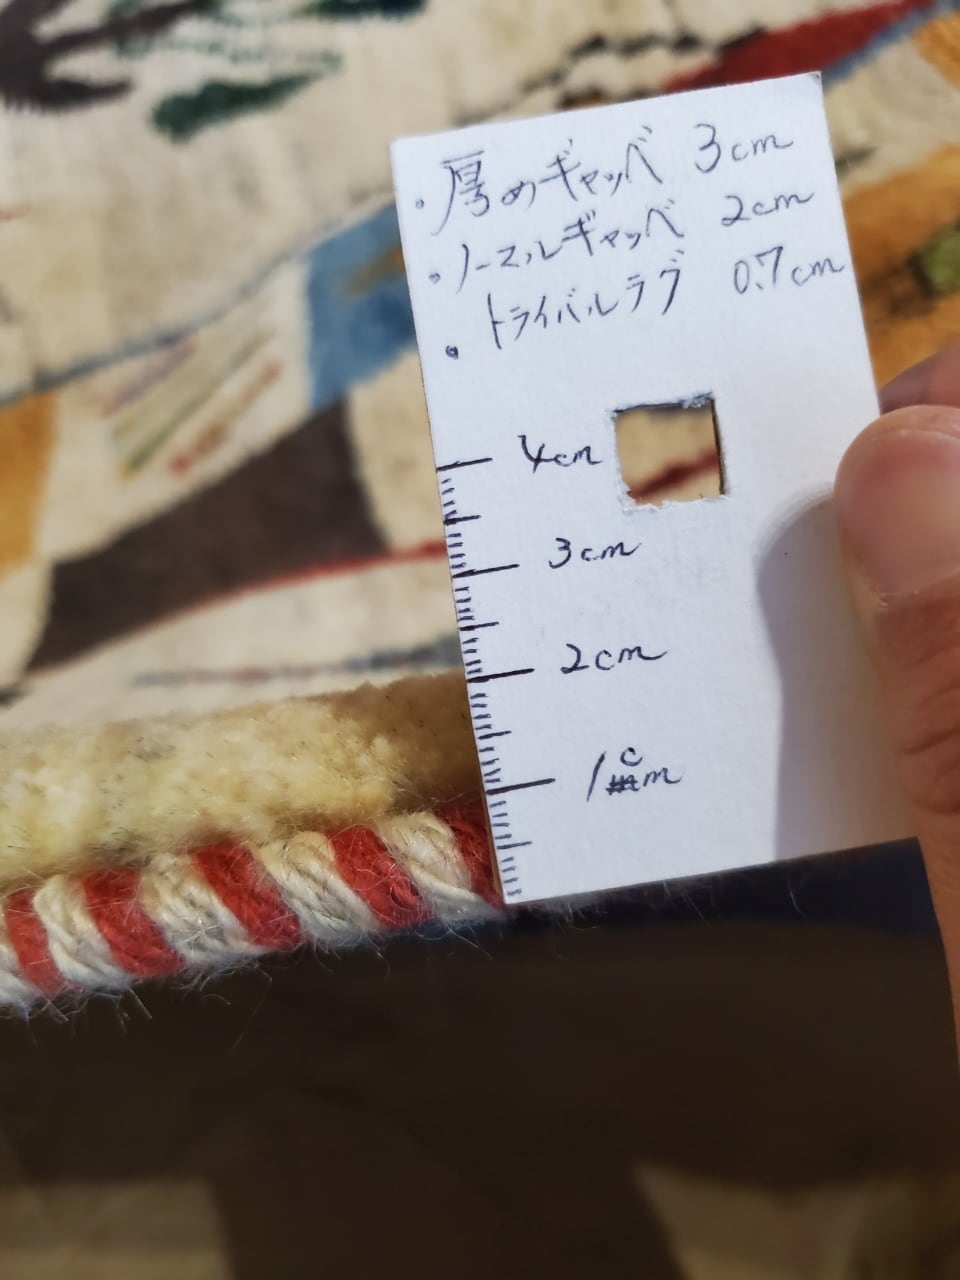 ・厚めギャッベ 3cm
・ノーマルギャッベ 2cm
・トライバルラグ 0.7cm
4cm
3cm
2cm
1cm